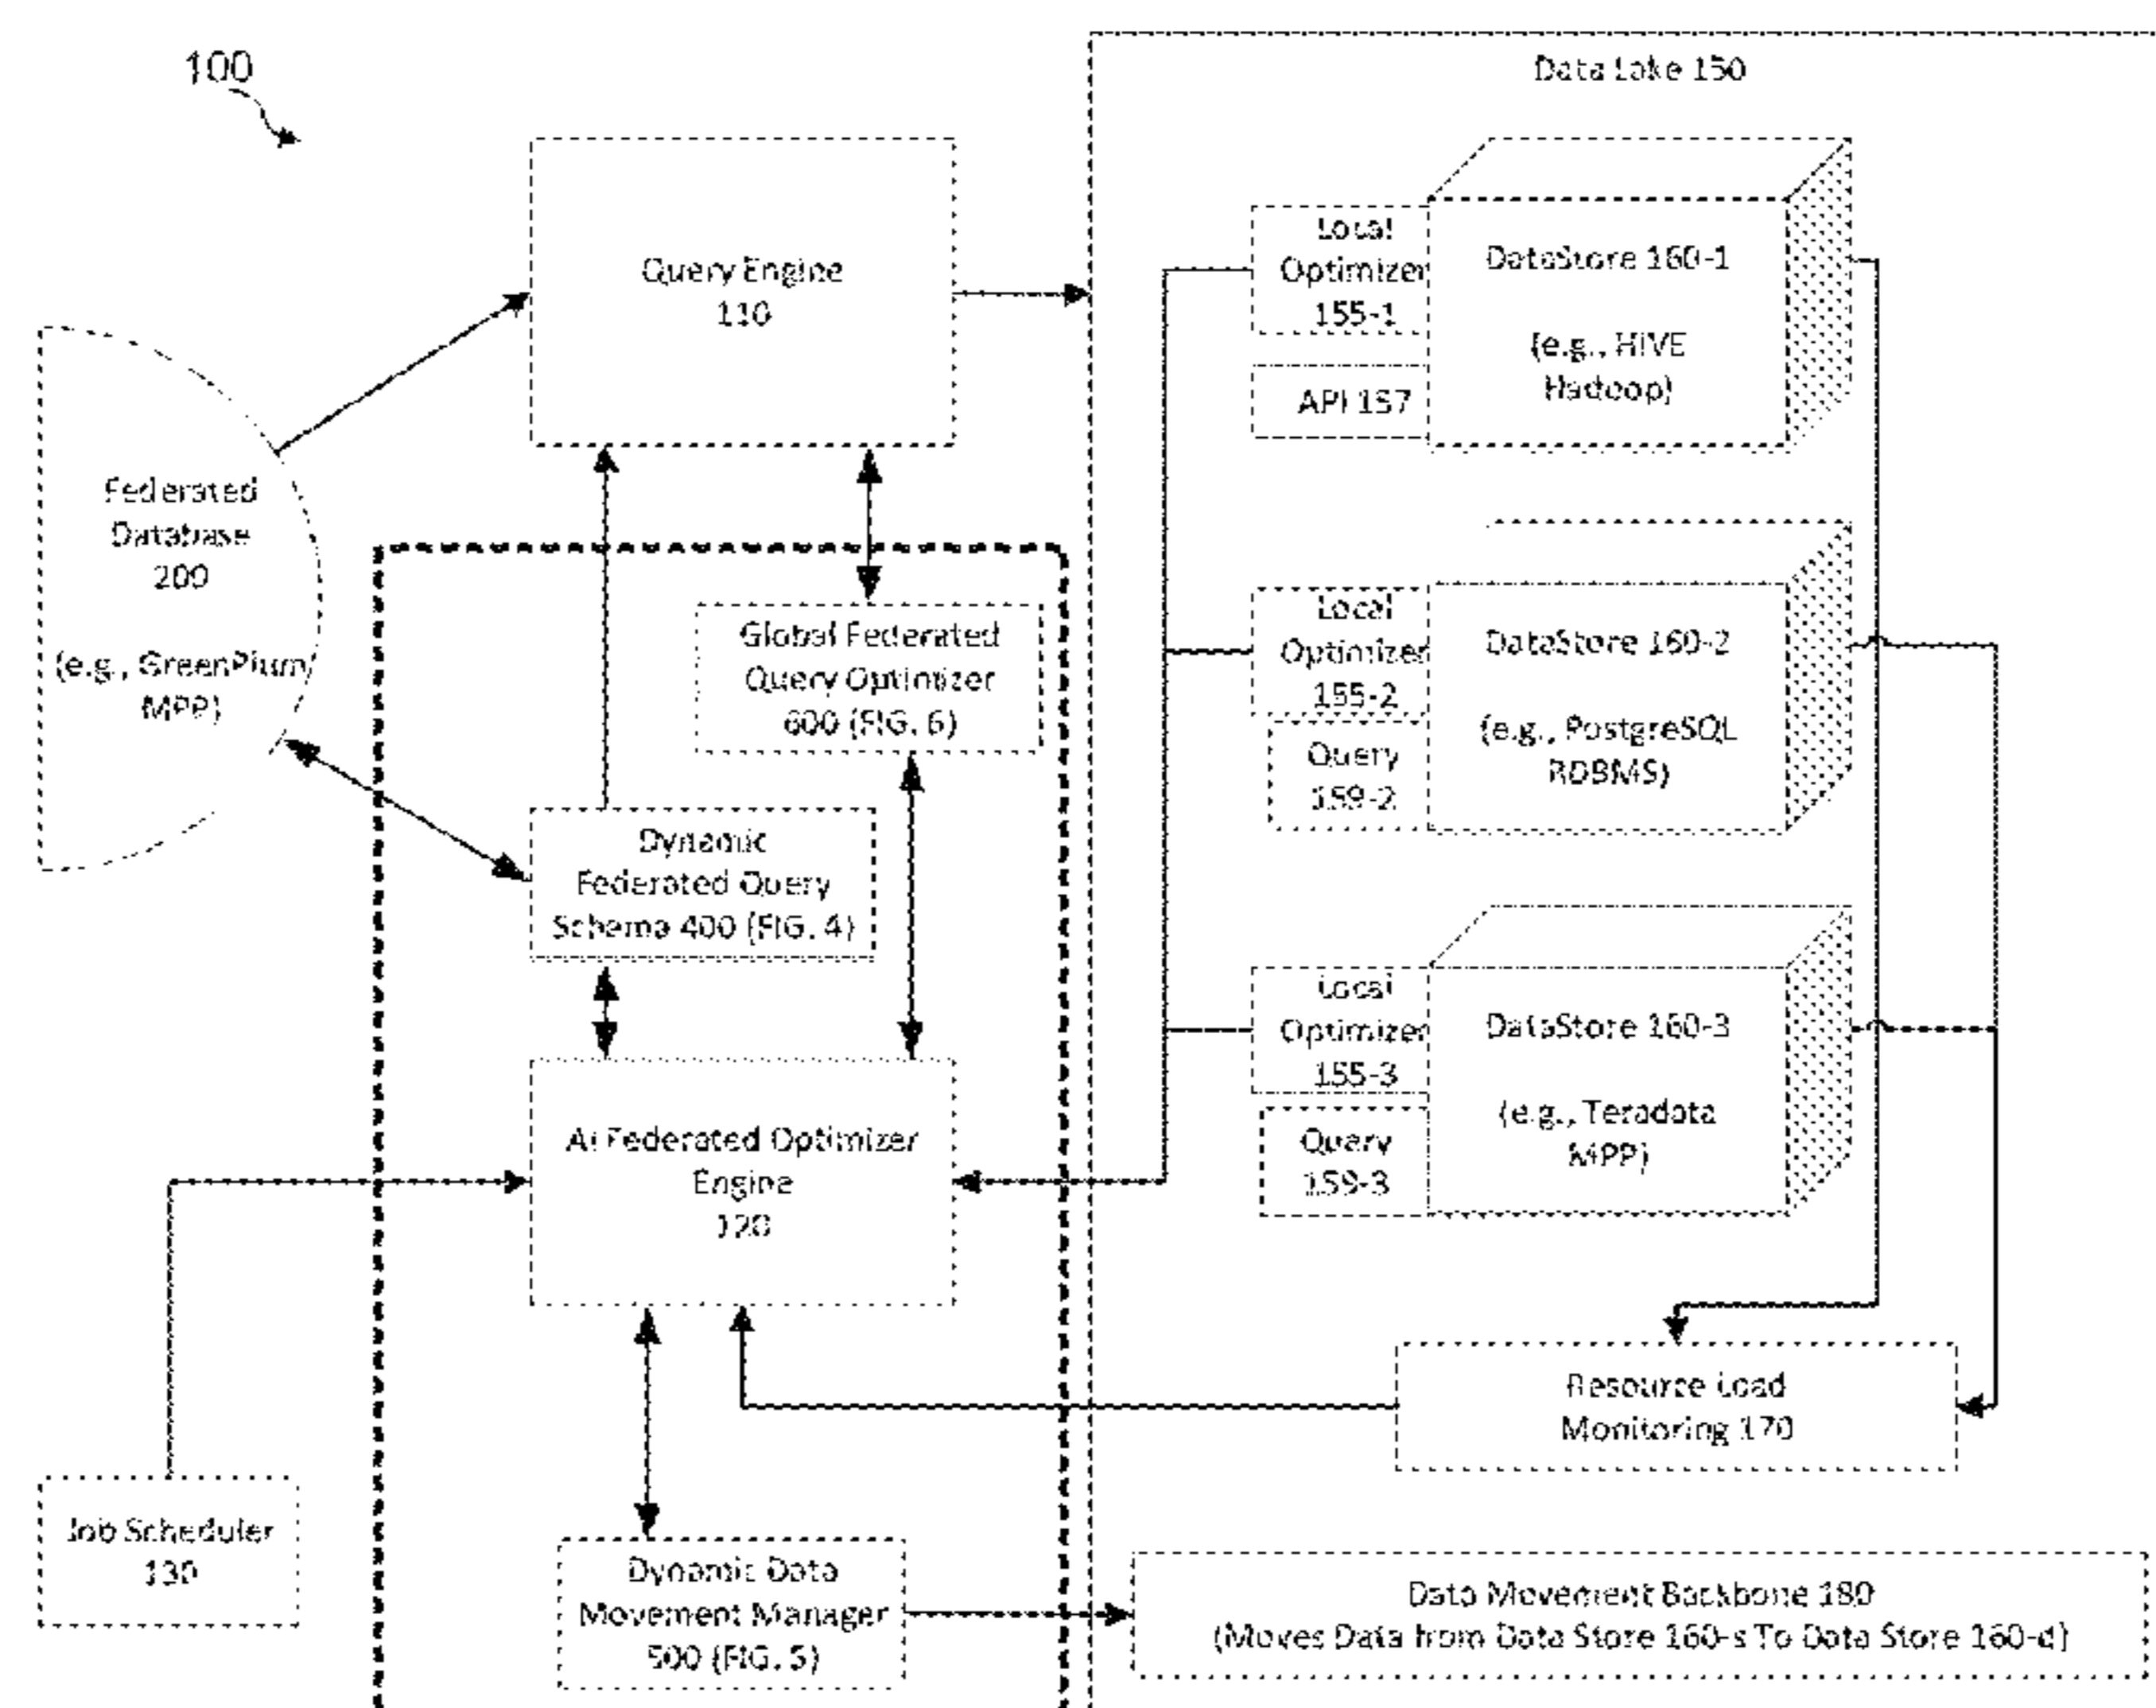 100
Data Lake 150
Query Engine
110
Local
Optimizer
155-1
API 157
DataStore 160-1
(e.g., HIVE
Hadoop)
Federated
Database
200
(e.g., GreenPlum
MPP)
Global Federated
Query Optimizer
600 (FIG. 6)
Local
Optimizer
155-2
Query
159-2
DataStore 160-2
(e.g., PostgreSQL
RDBMS)
Dynamic
Federated Query
Schema 400 (FIG. 4)
Local
Optimizer
155-3
Query
159-3
DataStore 160-3
(e.g., Teradata
MPP)
AI Federated Optimizer
Engine
120
Resource Load
Monitoring 170
Job Scheduler
130
Dynamic Data
Movement Manager
500 (FIG. 5)
Data Movement Backbone 180
(Moves Data from Data Store 160-s To Data Store 160-d)